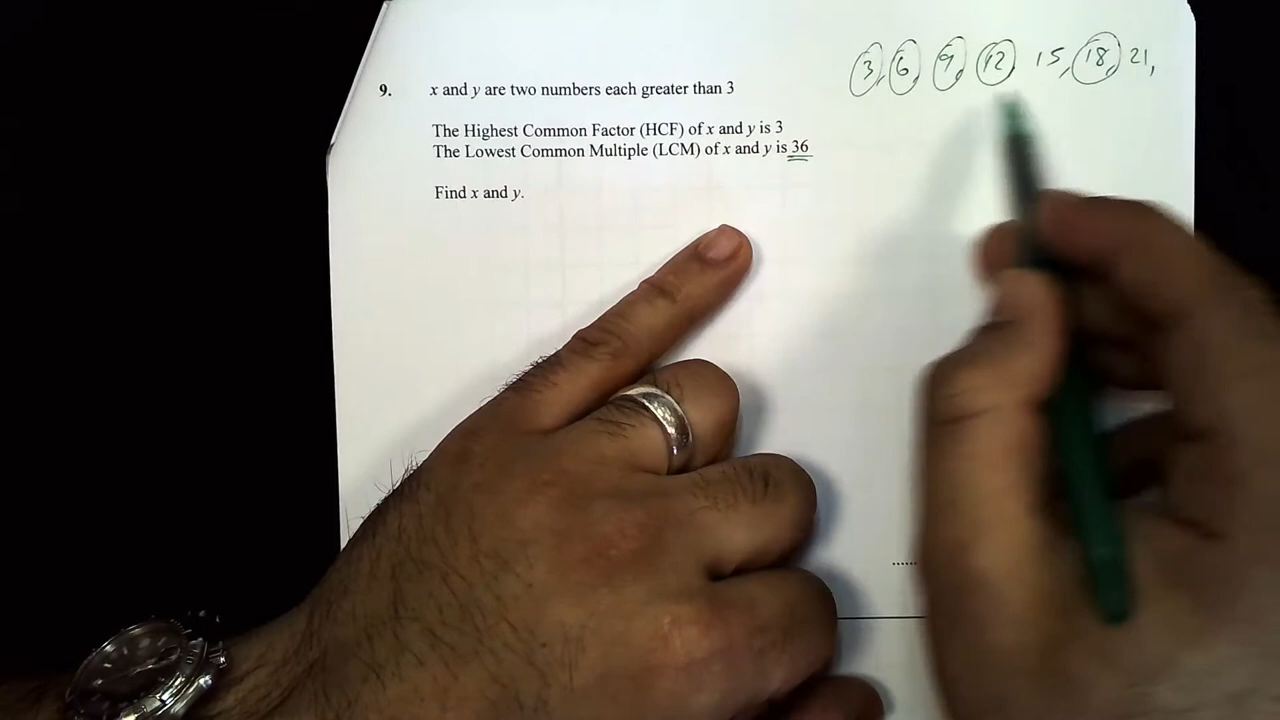 3, 6, 9, 12, 15, 18, 21,
9. x and y are two numbers each greater than 3
The Highest Common Factor (HCF) of x and y is 3
The Lowest Common Multiple (LCM) of x and y is 36
Find x and y.